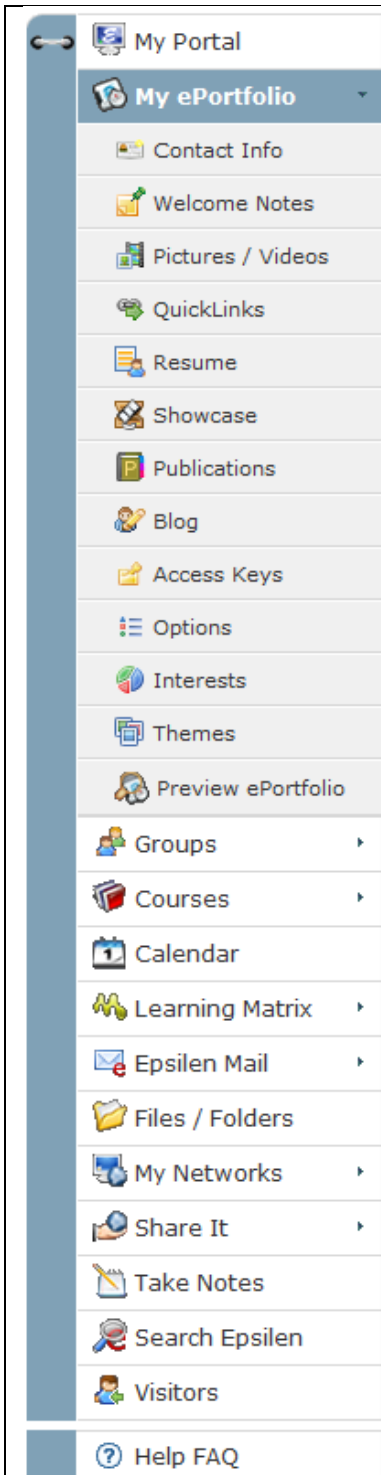 My Portal
My ePortfolio
Contact Info
Welcome Notes
Pictures / Videos
QuickLinks
Resume
Showcase
Publications
Blog
Access Keys
Options
Interests
Themes
Preview ePortfolio
Groups
Courses
Calendar
Learning Matrix
Epsilen Mail
Files / Folders
My Networks
Share It
Take Notes
Search Epsilen
Visitors
Help FAQ